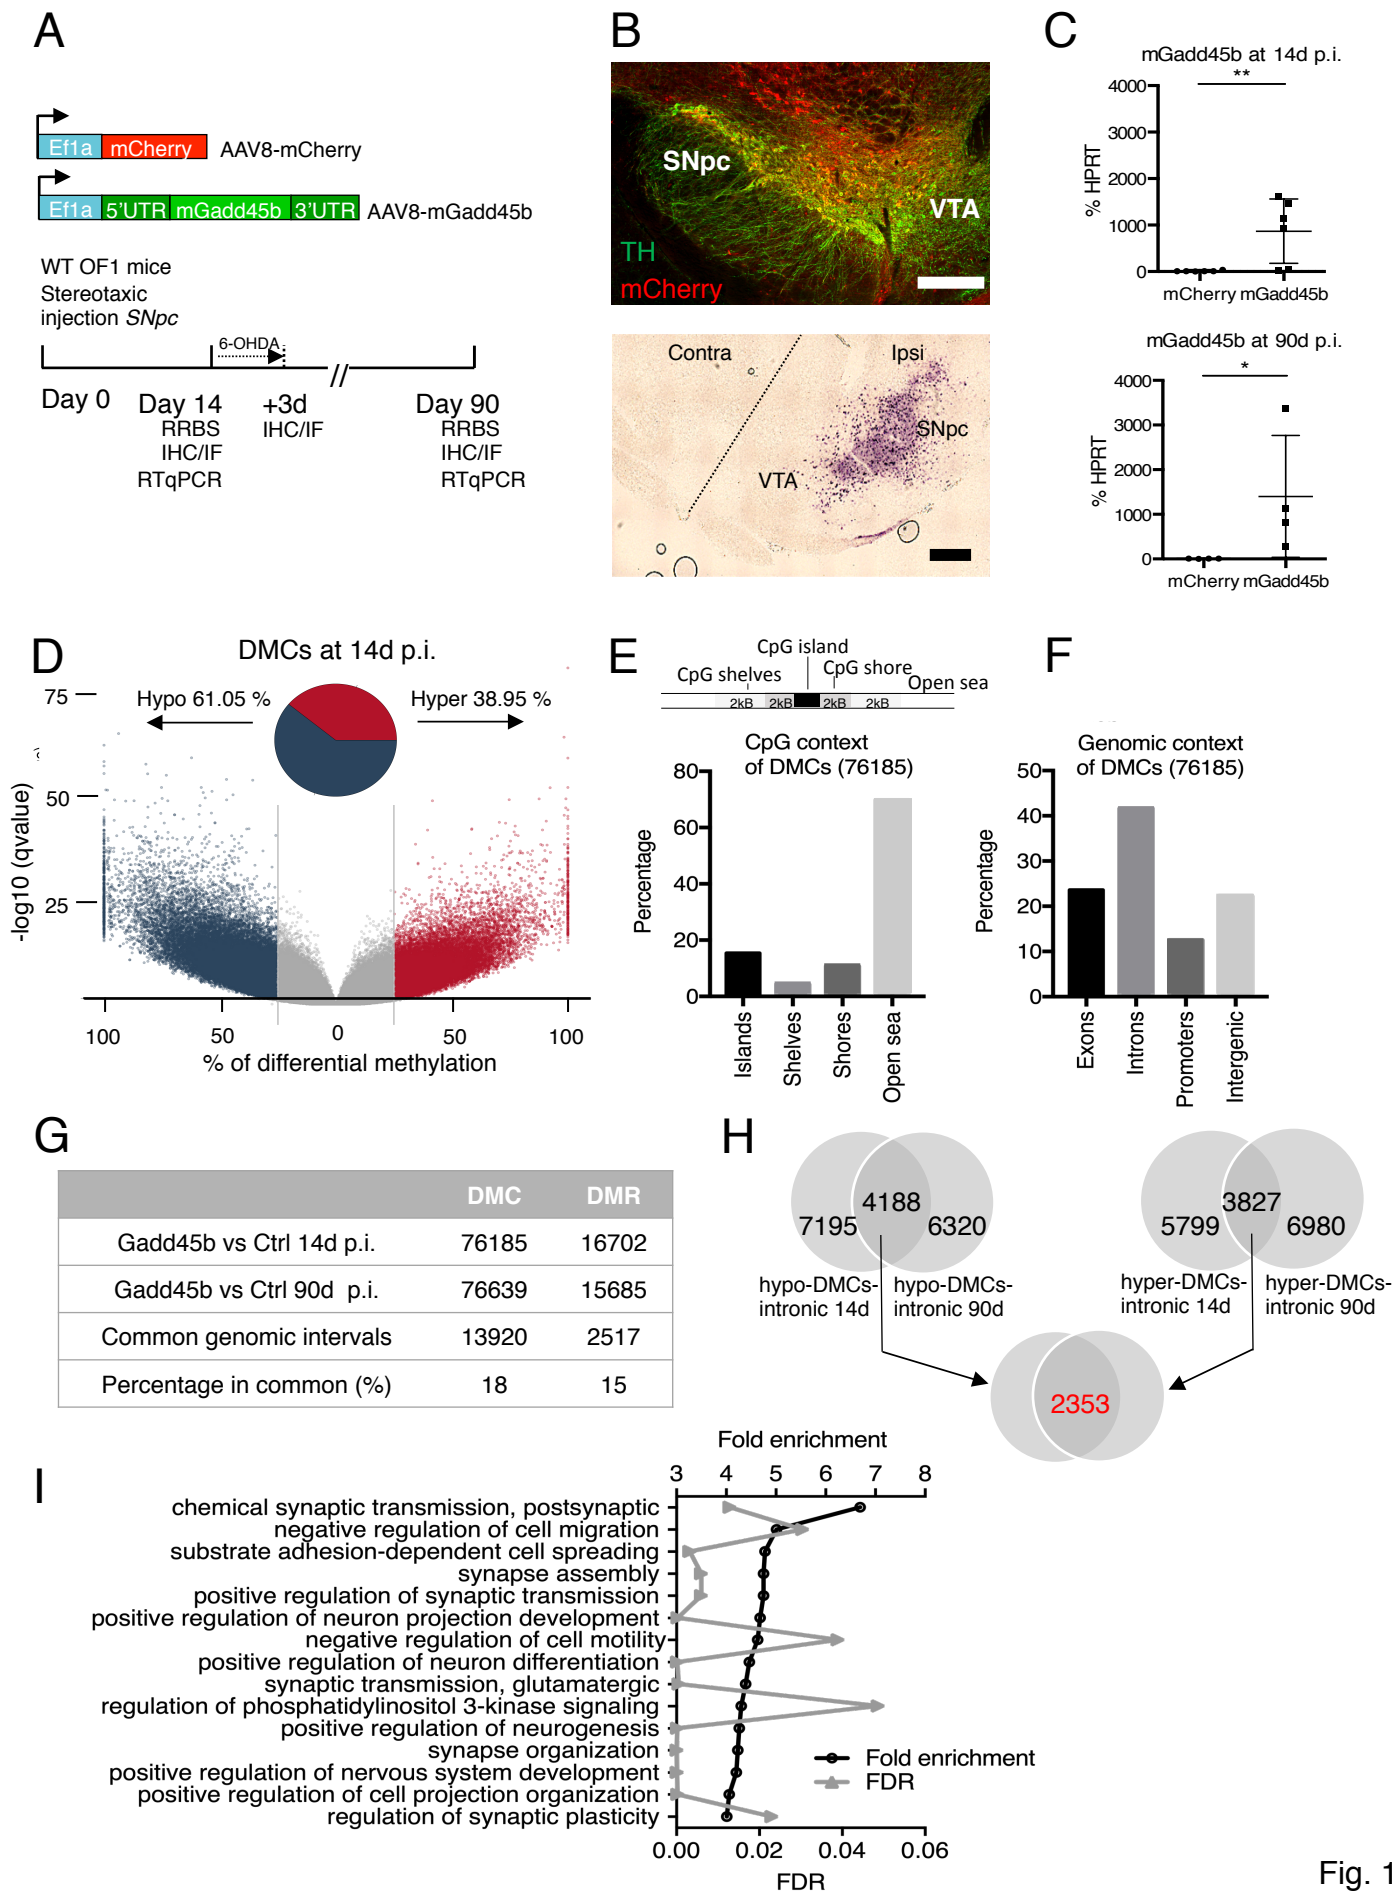 A
Ef1a mCherry AAV8-mCherry
Ef1a 5'UTR mGadd45b 3'UTR AAV8-mGadd45b
WT OF1 mice
Stereotaxic
injection SNpc
6-OHDA
//
Day 0 Day 14 +3d Day 90
RRBS IHC/IF RRBS
IHC/IF IHC/IF
RTqPCR RTqPCR
B
SNpc
VTA
TH
mCherry
Contra Ipsi
SNpc
VTA
C
mGadd45b at 14d p.i.
**
4000
3000
2000
1000
0
% HPRT
mCherry mGadd45b
mGadd45b at 90d p.i.
*
4000
3000
2000
1000
0
% HPRT
mCherry mGadd45b
D
DMCs at 14d p.i.
Hypo 61.05 % Hyper 38.95 %
75
50
25
-log10 (qvalue)
100 50 0 50 100
% of differential methylation
E
CpG island
CpG shelves CpG shore
Open sea
2kB 2kB 2kB 2kB
CpG context
of DMCs (76185)
80
60
40
20
0
Percentage
Islands
Shelves
Shores
Open sea
F
Genomic context
of DMCs (76185)
50
40
30
20
10
0
Percentage
Exons
Introns
Promoters
Intergenic
G
DMC DMR
Gadd45b vs Ctrl 14d p.i. 76185 16702
Gadd45b vs Ctrl 90d p.i. 76639 15685
Common genomic intervals 13920 2517
Percentage in common (%) 18 15
H
7195 4188 6320
hypo-DMCs-
intronic 14d
hypo-DMCs-
intronic 90d
5799 3827 6980
hyper-DMCs-
intronic 14d
hyper-DMCs-
intronic 90d
2353
I
Fold enrichment
3 4 5 6 7 8
chemical synaptic transmission, postsynaptic
negative regulation of cell migration
substrate adhesion-dependent cell spreading
synapse assembly
positive regulation of synaptic transmission
positive regulation of neuron projection development
negative regulation of cell motility
positive regulation of neuron differentiation
synaptic transmission, glutamatergic
regulation of phosphatidylinositol 3-kinase signaling
positive regulation of neurogenesis
synapse organization
positive regulation of nervous system development
positive regulation of cell projection organization
regulation of synaptic plasticity
Fold enrichment
FDR
0.00 0.02 0.04 0.06
FDR
Fig. 1